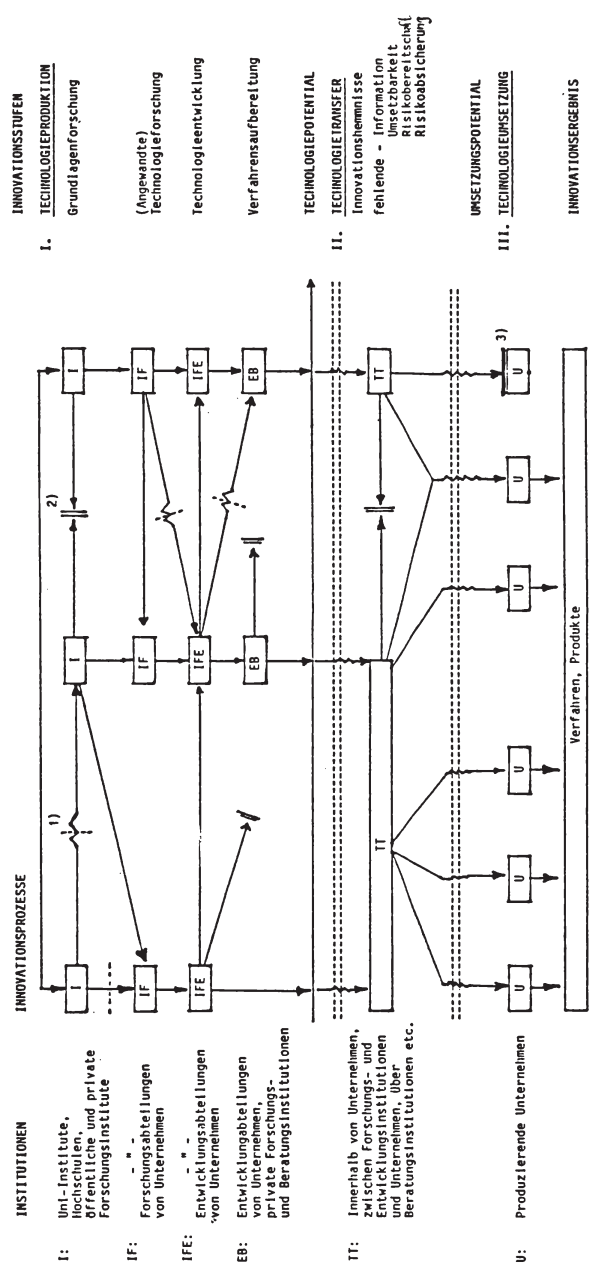 INSTITUTIONEN
I: Uni-Institute,
Hochschulen,
öffentliche und private
Forschungsinstitute
IF: - " -
Forschungsabteilungen
von Unternehmen
IFE: - " -
Entwicklungsabteilungen
von Unternehmen
EB: Entwicklungabteilungen
von Unternehmen,
private Forschungs-
und Beratungsinstitutionen
TT: Innerhalb von Unternehmen,
zwischen Forschungs- und
Entwicklungsinstitutionen
und Unternehmen, über
Beratungsinstitutionen etc.
U: Produzierende Unternehmen
INNOVATIONSPROZESSE
I 1) I 2) I
IF IF IF
IFE IFE IFE
EB EB
TT TT
U U U U U U 3)
Verfahren, Produkte
INNOVATIONSSTUFEN
I. TECHNOLOGIEPRODUKTION
Grundlagenforschung
(Angewandte)
Technologieforschung
Technologieentwicklung
Verfahrensaufbereitung
TECHNOLOGIEPOTENTIAL
II. TECHNOLOGIETRANSFER
Innovationshemmnisse
fehlende - Information
Umsetzbarkeit
Risikobereitschaft
Risikoabsicherung
UMSETZUNGSPOTENTIAL
III. TECHNOLOGIEUMSETZUNG
INNOVATIONSERGEBNIS